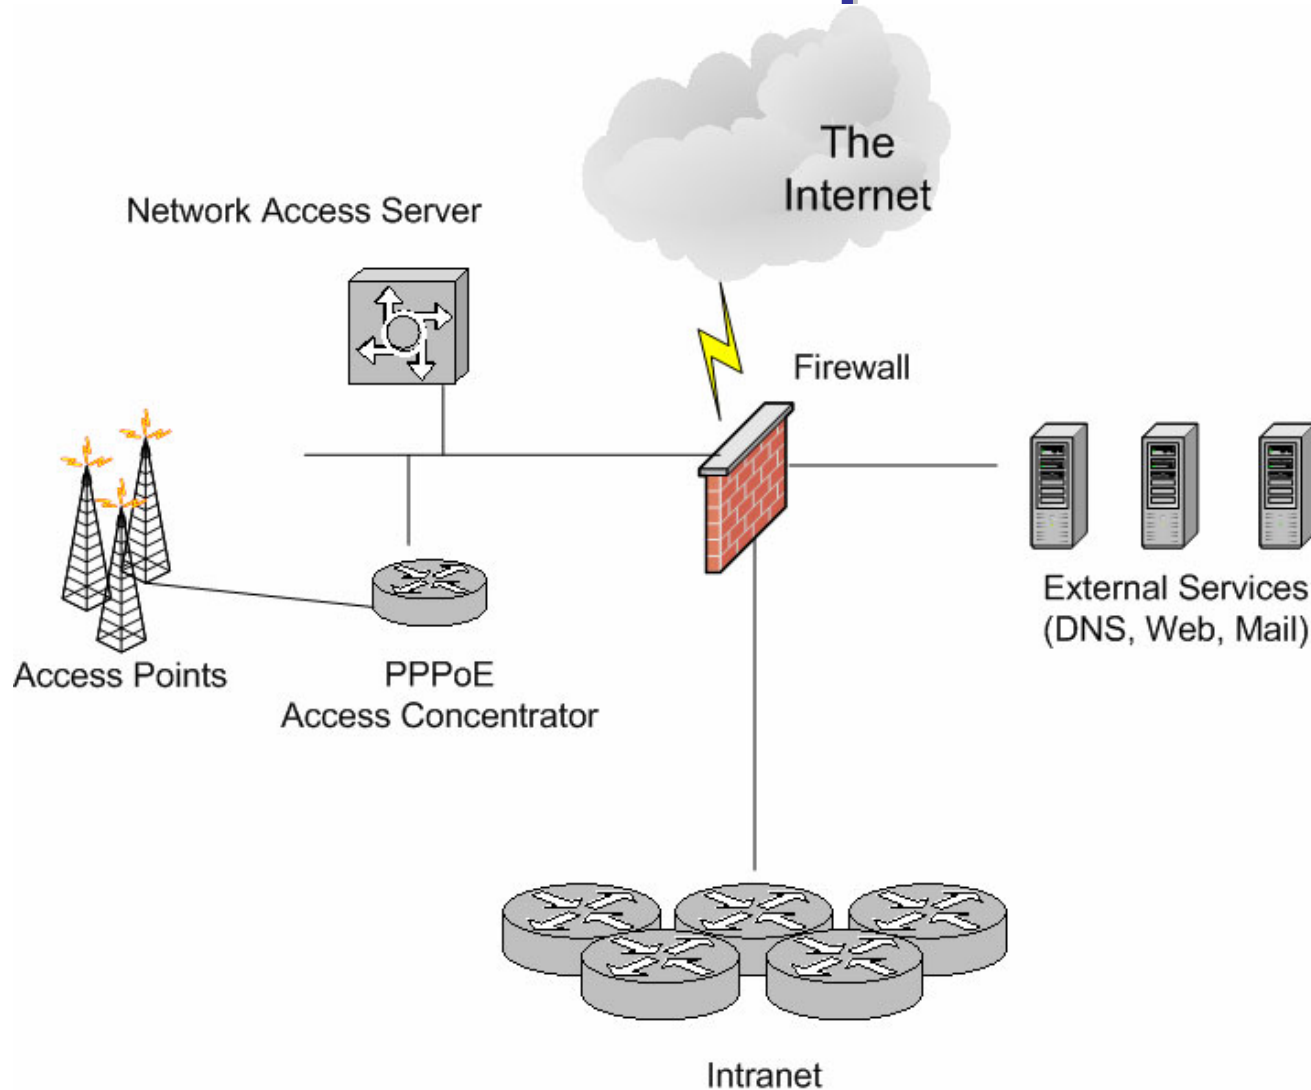 The
Internet
Network Access Server
Firewall
External Services
(DNS, Web, Mail)
Access Points
PPPoE
Access Concentrator
Intranet